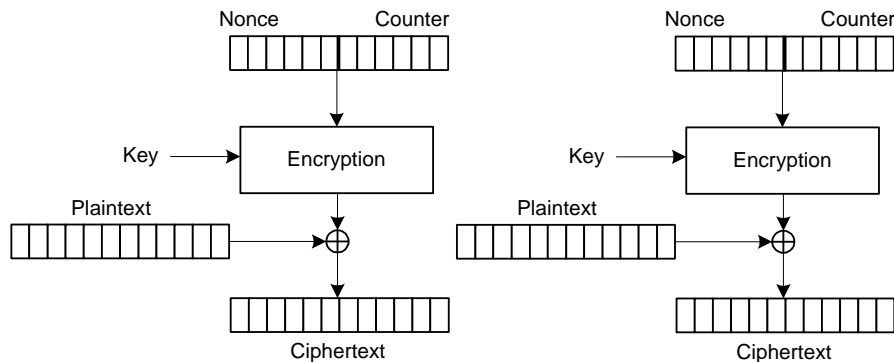 Nonce Counter
Key
Encryption
Plaintext
Ciphertext
Nonce Counter
Key
Encryption
Plaintext
Ciphertext